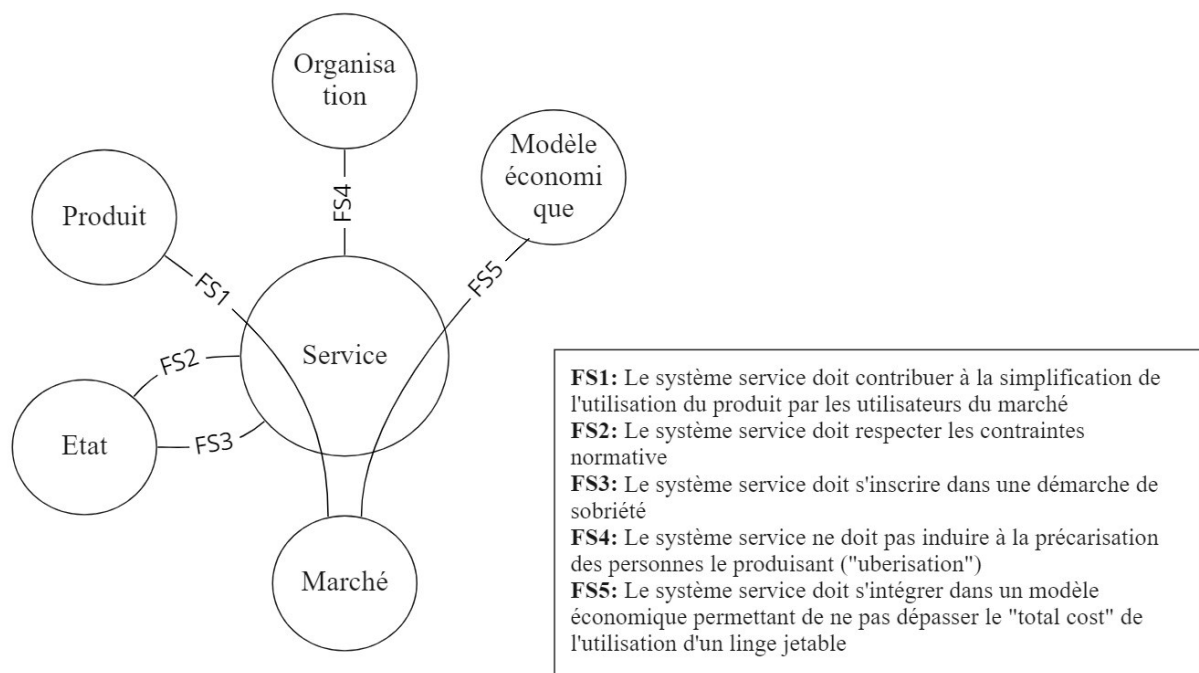 Organisa
tion
Modèle
économi
que
Produit
FS4
FS1
FS5
Service
FS2
Etat
FS3
Marché
FS1: Le système service doit contribuer à la simplification de
l'utilisation du produit par les utilisateurs du marché
FS2: Le système service doit respecter les contraintes
normative
FS3: Le système service doit s'inscrire dans une démarche de
sobriété
FS4: Le système service ne doit pas induire à la précarisation
des personnes le produisant ("uberisation")
FS5: Le système service doit s'intégrer dans un modèle
économique permettant de ne pas dépasser le "total cost" de
l'utilisation d'un linge jetable